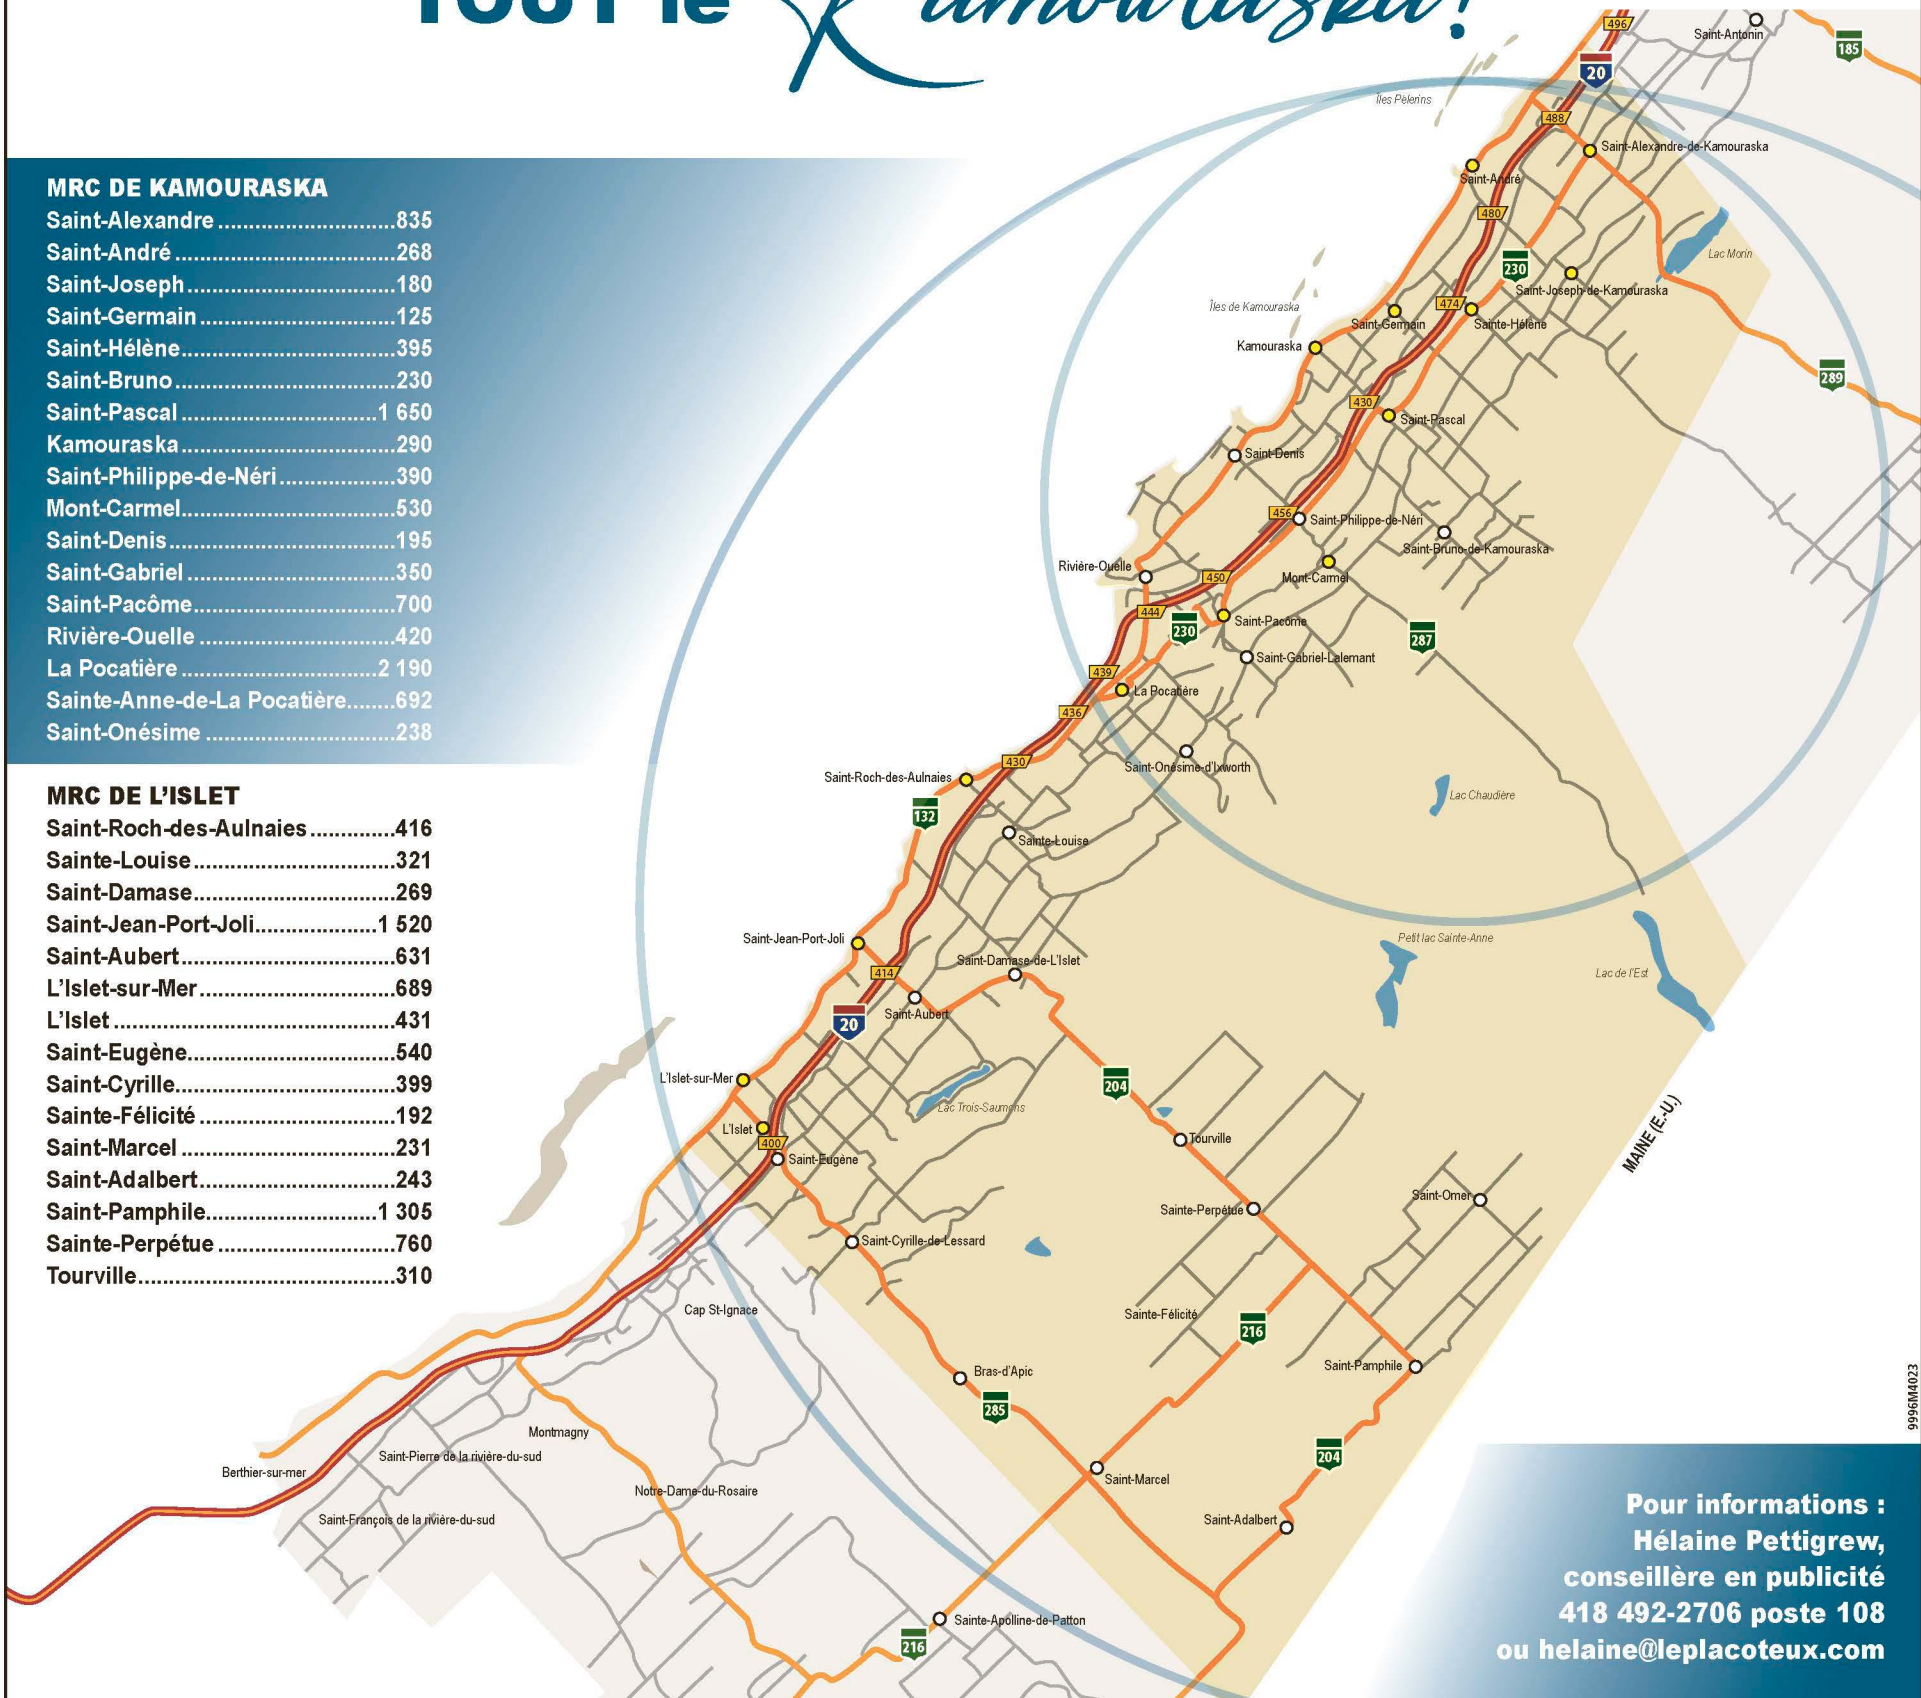 TOUT le Kamouraska!
MRC DE KAMOURASKA
Saint-Alexandre..............................835
Saint-André.....................................268
Saint-Joseph...................................180
Saint-Germain.................................125
Saint-Hélène....................................395
Saint-Bruno.....................................230
Saint-Pascal.................................1 650
Kamouraska....................................290
Saint-Philippe-de-Néri...................390
Mont-Carmel....................................530
Saint-Denis......................................195
Saint-Gabriel...................................350
Saint-Pacôme..................................700
Rivière-Ouelle.................................420
La Pocatière.................................2 190
Sainte-Anne-de-La Pocatière........692
Saint-Onésime................................238
MRC DE L'ISLET
Saint-Roch-des-Aulnaies..............416
Sainte-Louise..................................321
Saint-Damase..................................269
Saint-Jean-Port-Joli....................1 520
Saint-Aubert....................................631
L'Islet-sur-Mer.................................689
L'Islet...............................................431
Saint-Eugène...................................540
Saint-Cyrille.....................................399
Sainte-Félicité.................................192
Saint-Marcel....................................231
Saint-Adalbert.................................243
Saint-Pamphile............................1 305
Sainte-Perpétue..............................760
Tourville...........................................310
496
Saint-Antonin
185
20
Îles Pèlerins
488
Saint-Alexandre-de-Kamouraska
Saint-André
480
Lac Morin
230
Saint-Joseph-de-Kamouraska
Îles de Kamouraska
474
Saint-Germain
Sainte-Hélène
Kamouraska
289
430
Saint-Pascal
Saint-Denis
456
Saint-Philippe-de-Néri
Saint-Bruno-de-Kamouraska
Rivière-Ouelle
450
Mont-Carmel
444
230
Saint-Pacôme
287
Saint-Gabriel-Lalemant
439
La Pocatière
436
430
Saint-Onésime-d'Ixworth
Saint-Roch-des-Aulnaies
Lac Chaudière
132
Sainte-Louise
Saint-Jean-Port-Joli
Petit lac Sainte-Anne
414
Saint-Damase-de-L'Islet
Lac de l'Est
Saint-Aubert
20
L'Islet-sur-Mer
204
Lac Trois-Saumons
L'Islet
400
Tourville
MAINE (E.-U.)
Saint-Eugène
Saint-Omer
Sainte-Perpétue
Saint-Cyrille-de-Lessard
Cap St-Ignace
Sainte-Félicité
216
Saint-Pamphile
Bras-d'Apic
285
9996M4023
Montmagny
Saint-Pierre de la rivière-du-sud
204
Berthier-sur-mer
Saint-Marcel
Notre-Dame-du-Rosaire
Saint-François de la rivière-du-sud
Saint-Adalbert
Sainte-Apolline-de-Patton
216
Pour informations :
Hélaine Pettigrew,
conseillère en publicité
418 492-2706 poste 108
ou helaine@leplacoteux.com